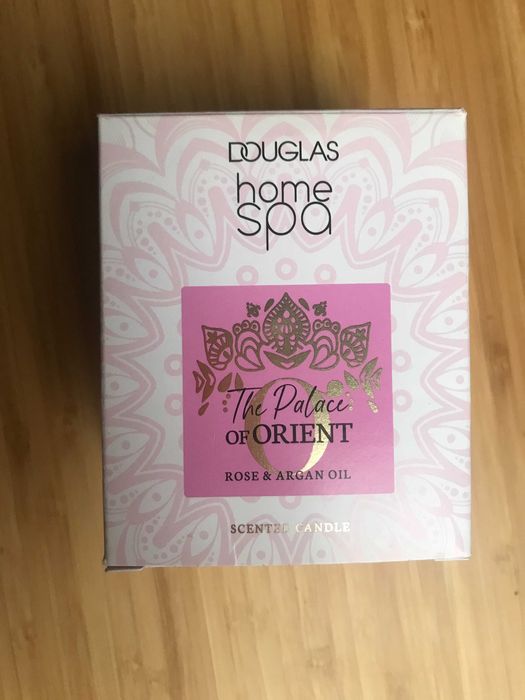 DOUGLAS
home
spa
The Palace
OF ORIENT
O
ROSE & ARGAN OIL
SCENTED CANDLE